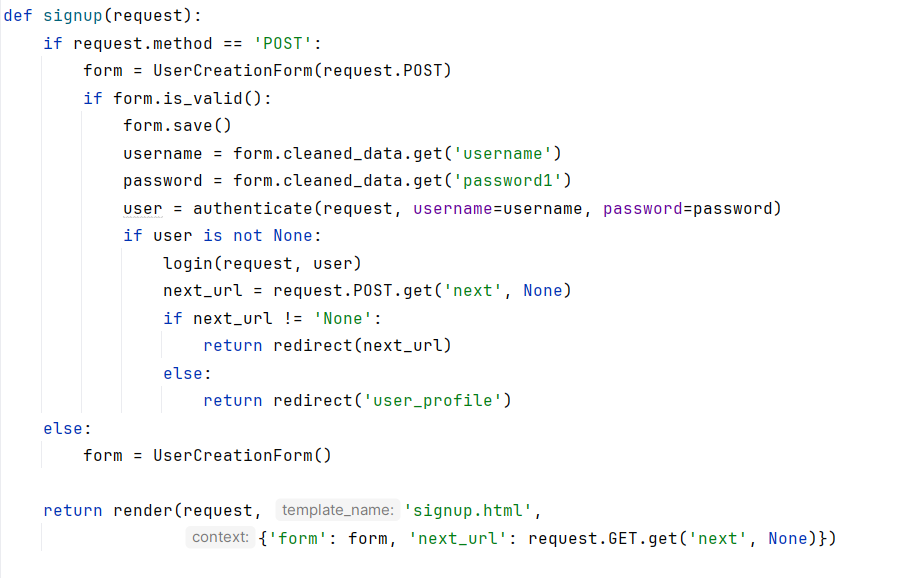 def signup(request):
    if request.method == 'POST':
        form = UserCreationForm(request.POST)
        if form.is_valid():
            form.save()
            username = form.cleaned_data.get('username')
            password = form.cleaned_data.get('password1')
            user = authenticate(request, username=username, password=password)
            if user is not None:
                login(request, user)
                next_url = request.POST.get('next', None)
                if next_url != 'None':
                    return redirect(next_url)
                else:
                    return redirect('user_profile')
    else:
        form = UserCreationForm()

    return render(request, template_name: 'signup.html',
                  context: {'form': form, 'next_url': request.GET.get('next', None)})